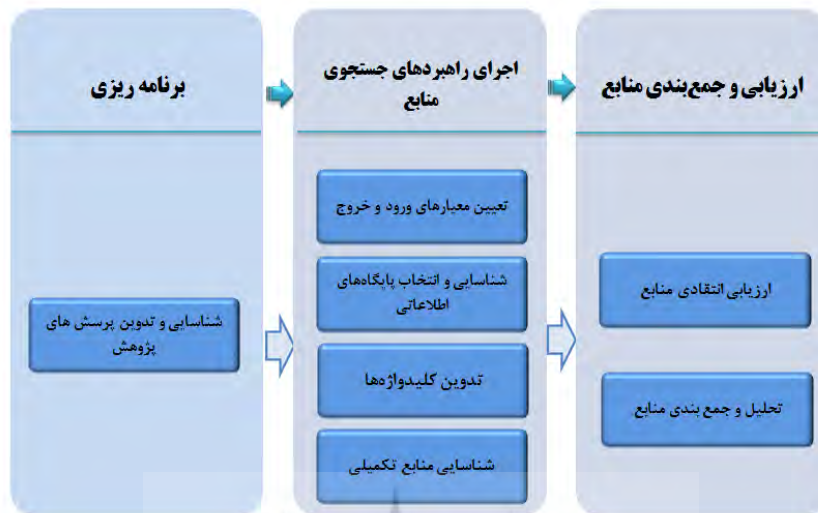 برنامه ریزی
شناسایی و تدوین پرسش های
پژوهش
اجرای راهبردهای جستجوی
منابع
تعیین معیارهای ورود و خروج
شناسایی و انتخاب پایگاه‌های
اطلاعاتی
تدوین کلیدواژه‌ها
شناسایی منابع تکمیلی
ارزیابی و جمع‌بندی منابع
ارزیابی انتقادی منابع
تحلیل و جمع بندی منابع